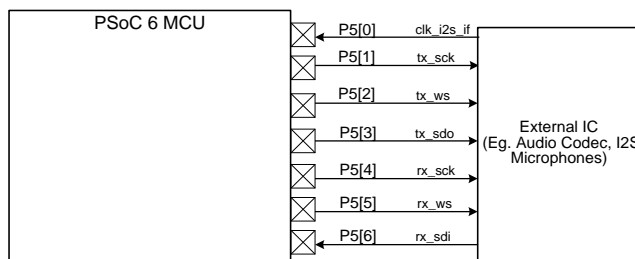 PSoC 6 MCU
P5[0] clk_i2s_if
P5[1] tx_sck
P5[2] tx_ws
P5[3] tx_sdo
P5[4] rx_sck
P5[5] rx_ws
P5[6] rx_sdi
External IC
(Eg. Audio Codec, I2S
Microphones)